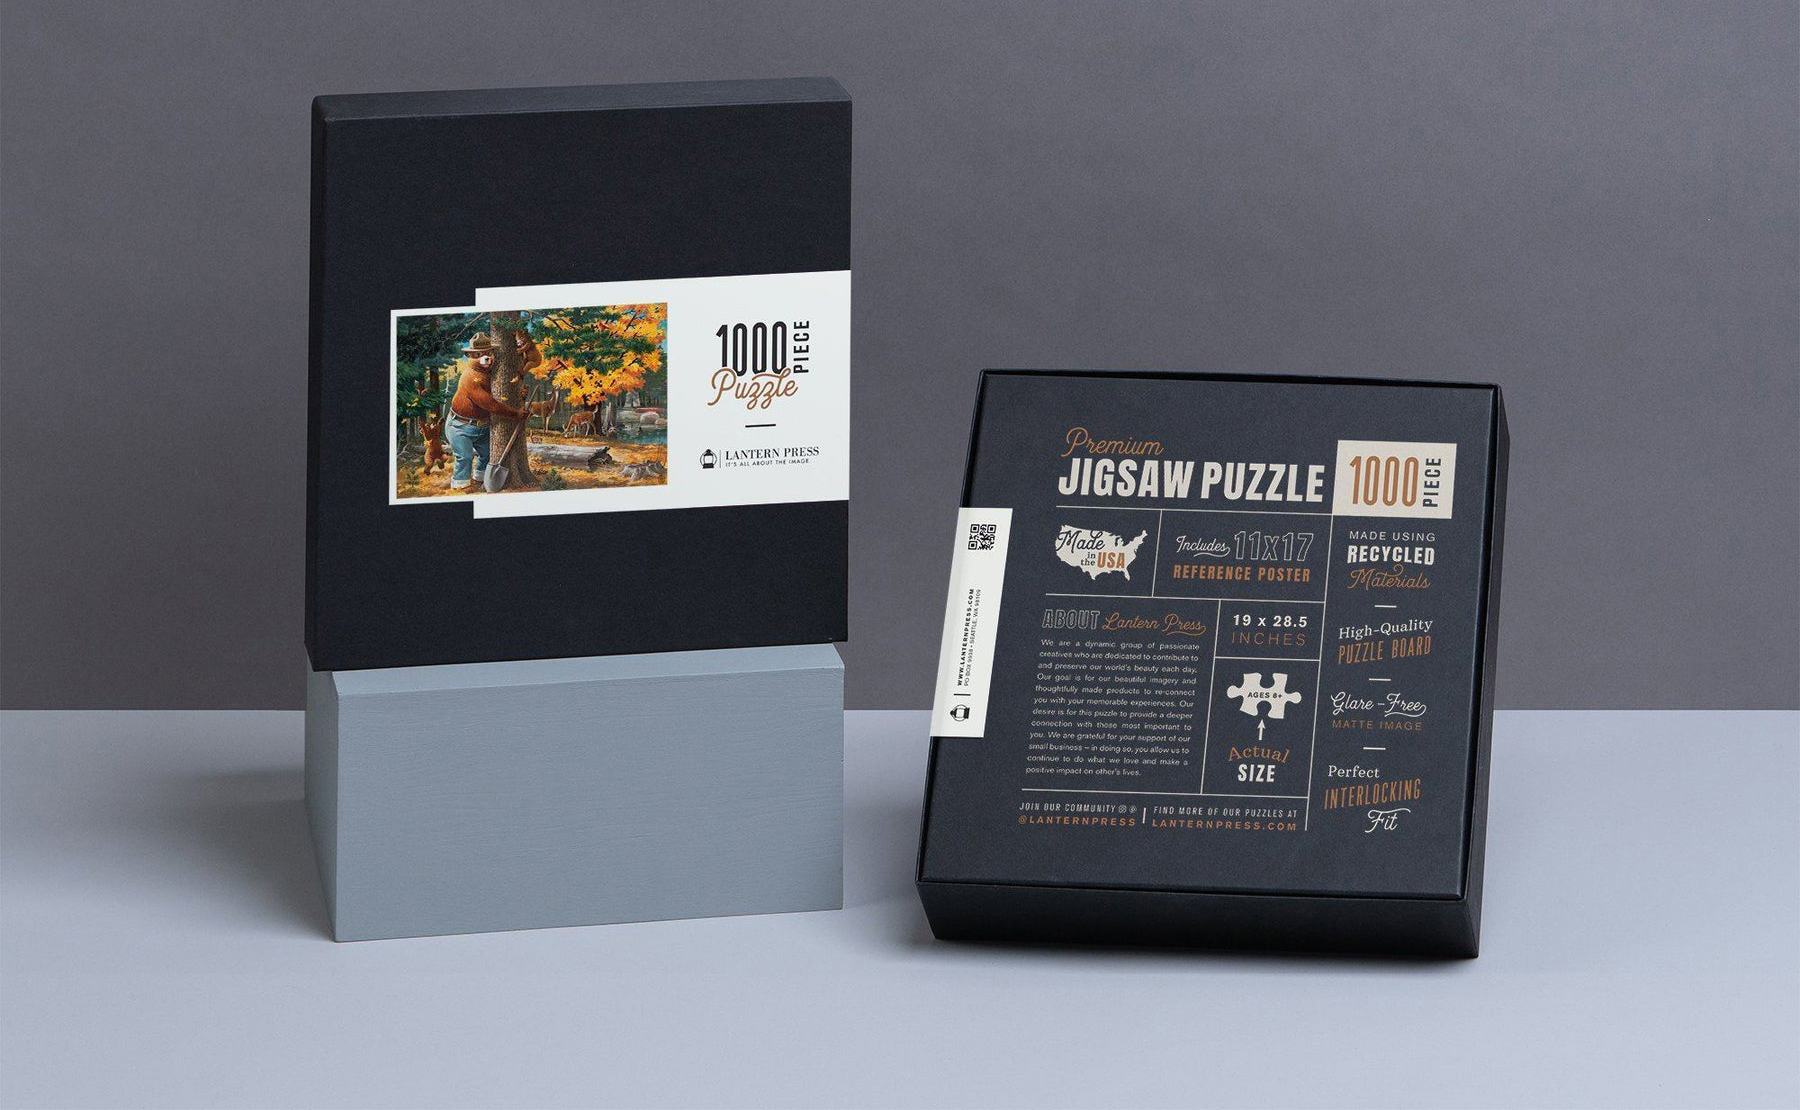 1000
PIECE
Puzzle
LANTERN PRESS
IT'S ALL ABOUT THE IMAGE.
Premium
JIGSAW PUZZLE
1000
PIECE
Made
in
the USA
Includes 11x17
REFERENCE POSTER
MADE USING
RECYCLED
Materials
High-Quality
PUZZLE BOARD
Glare-Free
MATTE IMAGE
Perfect
INTERLOCKING
Fit
ABOUT Lantern Press
We are a dynamic group of passionate
creatives who are dedicated to contribute to
and preserve our world's beauty each day.
Our goal is for our beautiful imagery and
thoughtfully made products to re-connect
you with your memorable experiences. Our
desire is for this puzzle to provide a deeper
connection with those most important to
you. We are grateful for your support of our
small business – in doing so, you allow us to
continue to do what we love and make a
positive impact on other's lives.
19 x 28.5
INCHES
AGES 8+
Actual
SIZE
JOIN OUR COMMUNITY
@LANTERNPRESS
FIND MORE OF OUR PUZZLES AT
LANTERNPRESS.COM
WWW.LANTERNPRESS.COM
PO BOX 9938 • SEATTLE, WA 98109